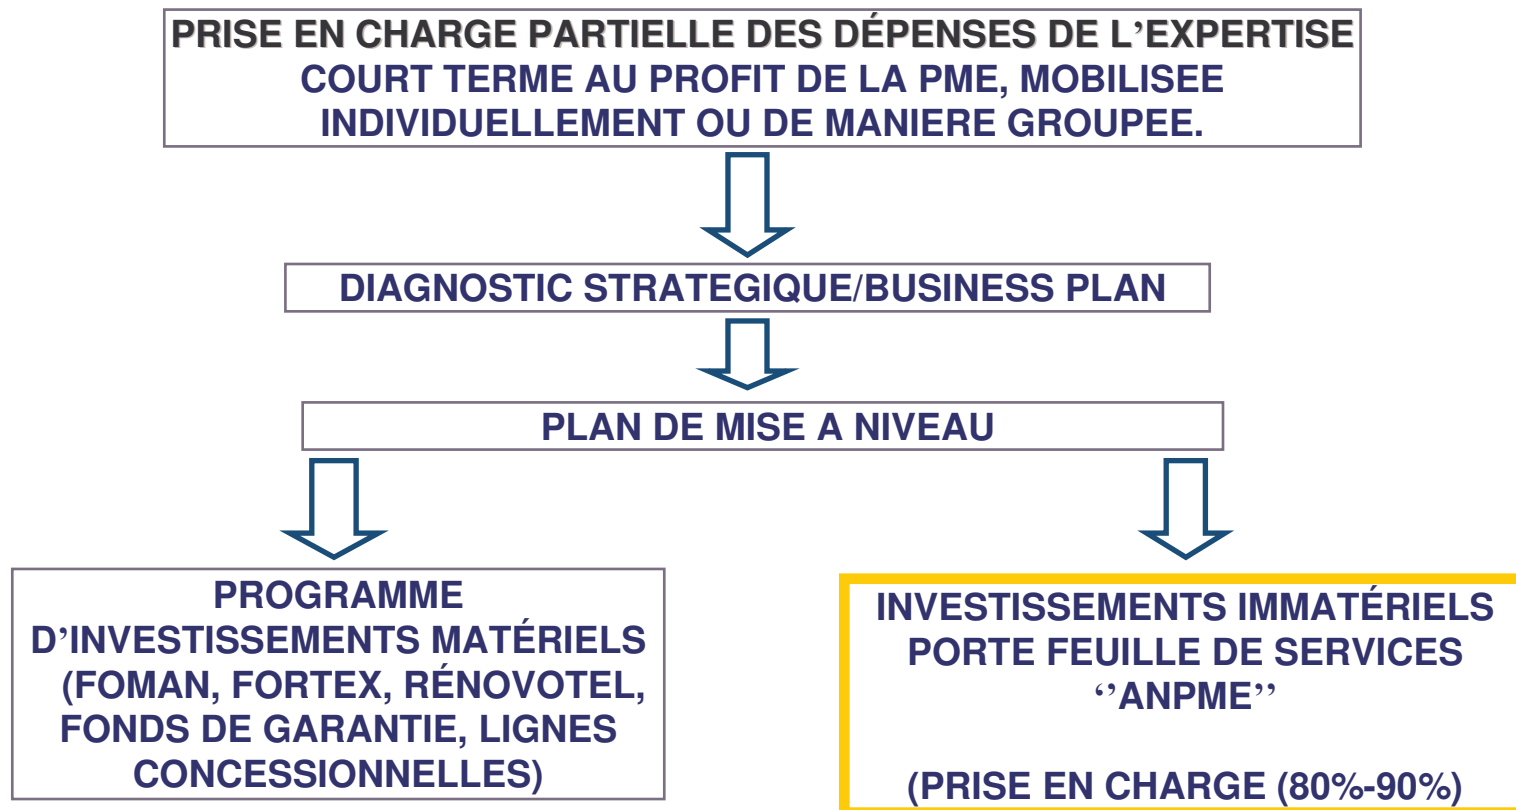 PRISE EN CHARGE PARTIELLE DES DÉPENSES DE L’EXPERTISE
COURT TERME AU PROFIT DE LA PME, MOBILISEE
INDIVIDUELLEMENT OU DE MANIERE GROUPEE.
DIAGNOSTIC STRATEGIQUE/BUSINESS PLAN
PLAN DE MISE A NIVEAU
PROGRAMME
D’INVESTISSEMENTS MATÉRIELS
(FOMAN, FORTEX, RÉNOVOTEL,
FONDS DE GARANTIE, LIGNES
CONCESSIONNELLES)
INVESTISSEMENTS IMMATÉRIELS
PORTE FEUILLE DE SERVICES
‘’ANPME’’
(PRISE EN CHARGE (80%-90%)